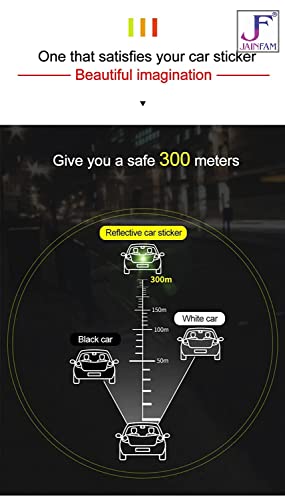 JF®
JAINFAM
One that satisfies your car sticker
Beautiful imagination
Give you a safe 300 meters
Reflective car sticker
300m
150m
100m
White car
Black car
50m